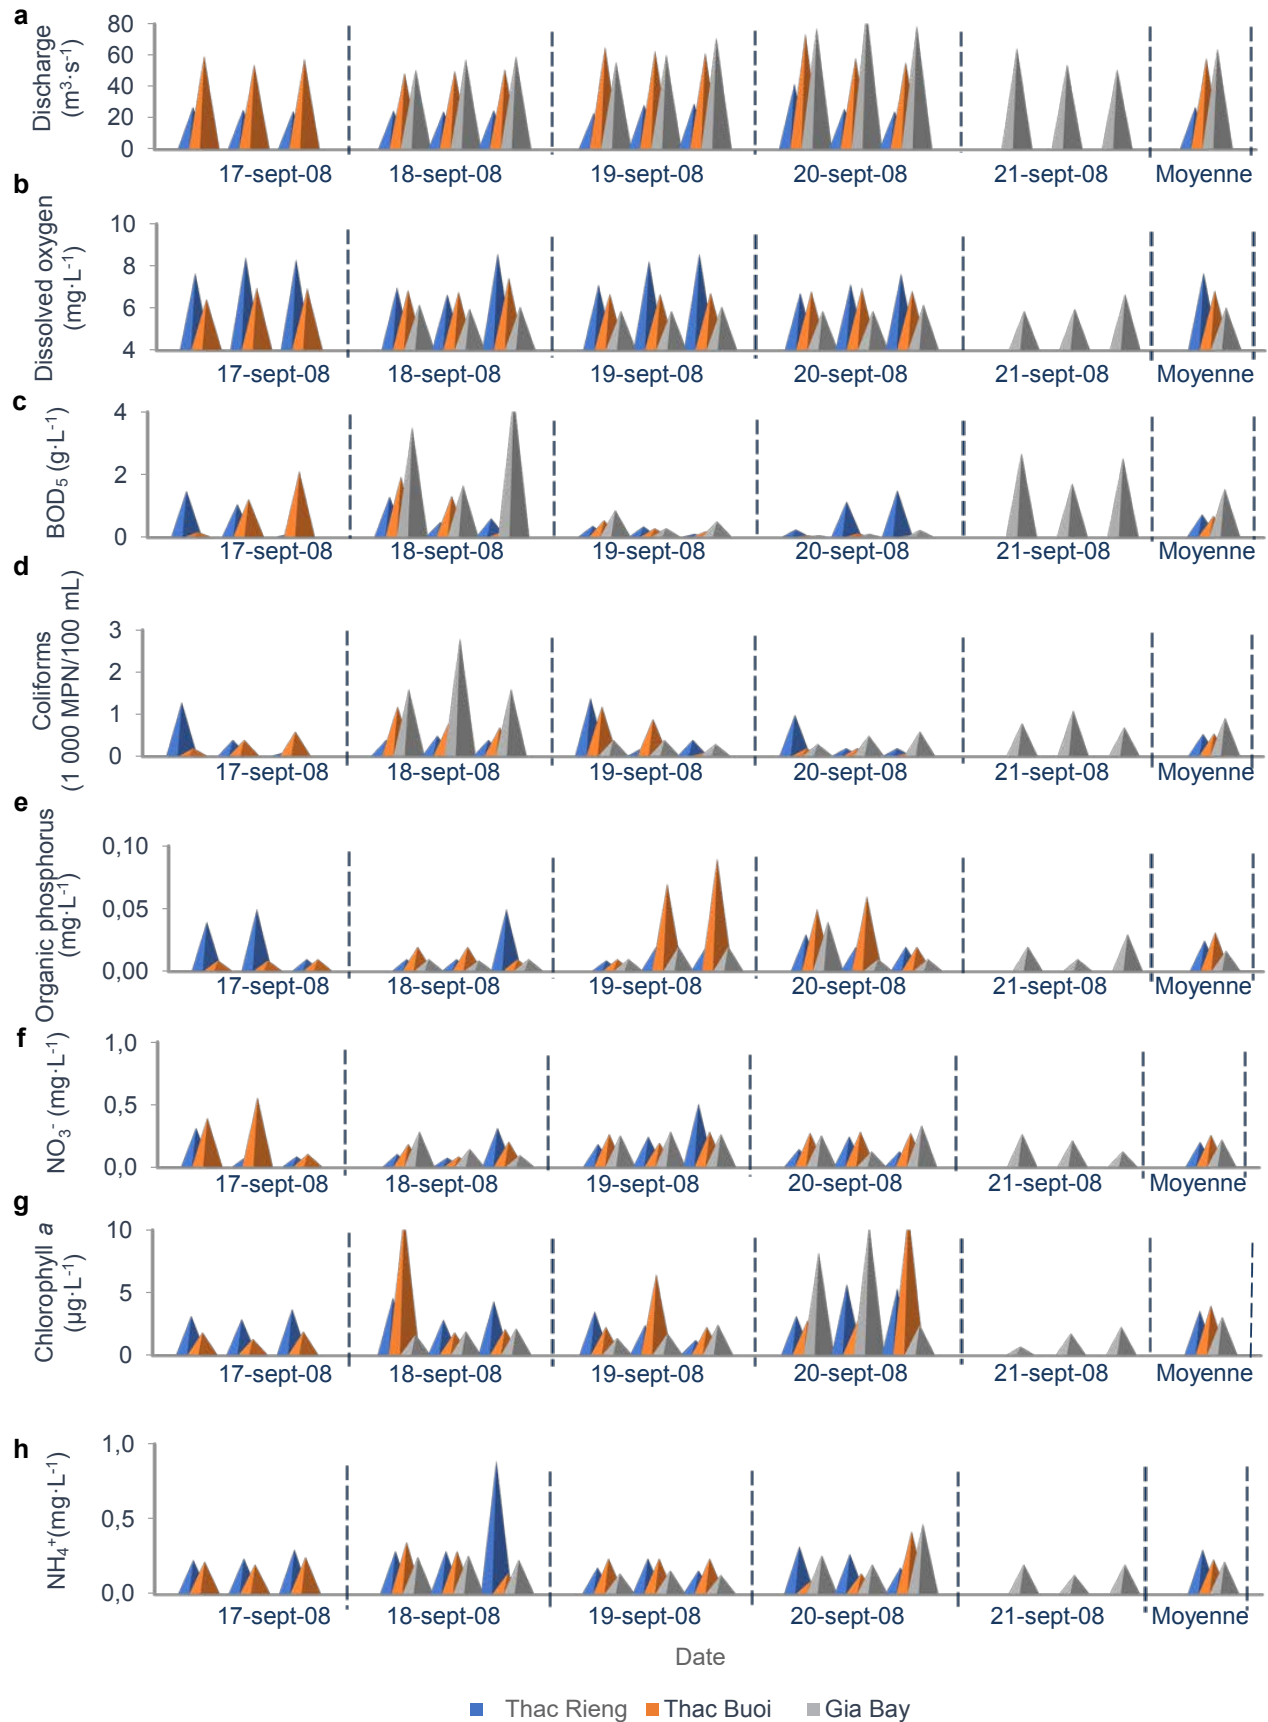 a
Discharge
(m³·s⁻¹)
80
60
40
20
0
17-sept-08
18-sept-08
19-sept-08
20-sept-08
21-sept-08
Moyenne
b
Dissolved oxygen
(mg·L⁻¹)
10
8
6
4
17-sept-08
18-sept-08
19-sept-08
20-sept-08
21-sept-08
Moyenne
c
BOD₅ (g·L⁻¹)
4
2
0
17-sept-08
18-sept-08
19-sept-08
20-sept-08
21-sept-08
Moyenne
d
Coliforms
(1 000 MPN/100 mL)
3
2
1
0
17-sept-08
18-sept-08
19-sept-08
20-sept-08
21-sept-08
Moyenne
e
Organic phosphorus
(mg·L⁻¹)
0,10
0,05
0,00
17-sept-08
18-sept-08
19-sept-08
20-sept-08
21-sept-08
Moyenne
f
NO₃⁻ (mg·L⁻¹)
1,0
0,5
0,0
17-sept-08
18-sept-08
19-sept-08
20-sept-08
21-sept-08
Moyenne
g
Chlorophyll a
(µg·L⁻¹)
10
5
0
17-sept-08
18-sept-08
19-sept-08
20-sept-08
21-sept-08
Moyenne
h
NH₄⁺(mg·L⁻¹)
1,0
0,5
0,0
17-sept-08
18-sept-08
19-sept-08
20-sept-08
21-sept-08
Moyenne
Date
Thac Rieng
Thac Buoi
Gia Bay